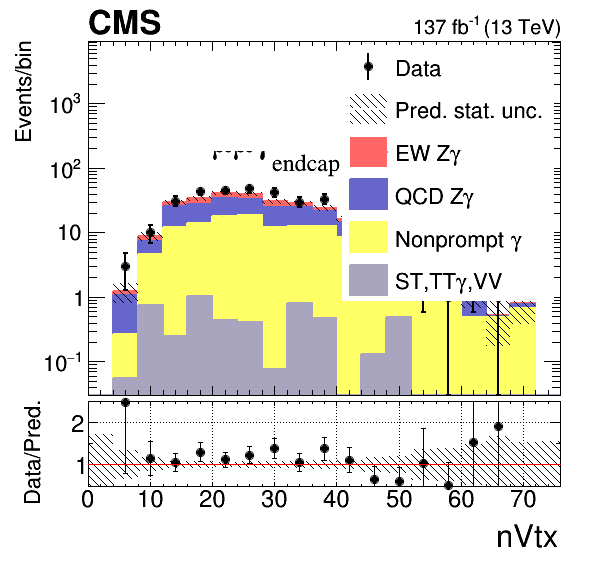 CMS
137 fb⁻¹ (13 TeV)
Events/bin
10³
10²
10
1
10⁻¹
Data
Pred. stat. unc.
EW Zγ
QCD Zγ
Nonprompt γ
ST,TTγ,VV
endcap
Data/Pred.
2
1
0 10 20 30 40 50 60 70
nVtx